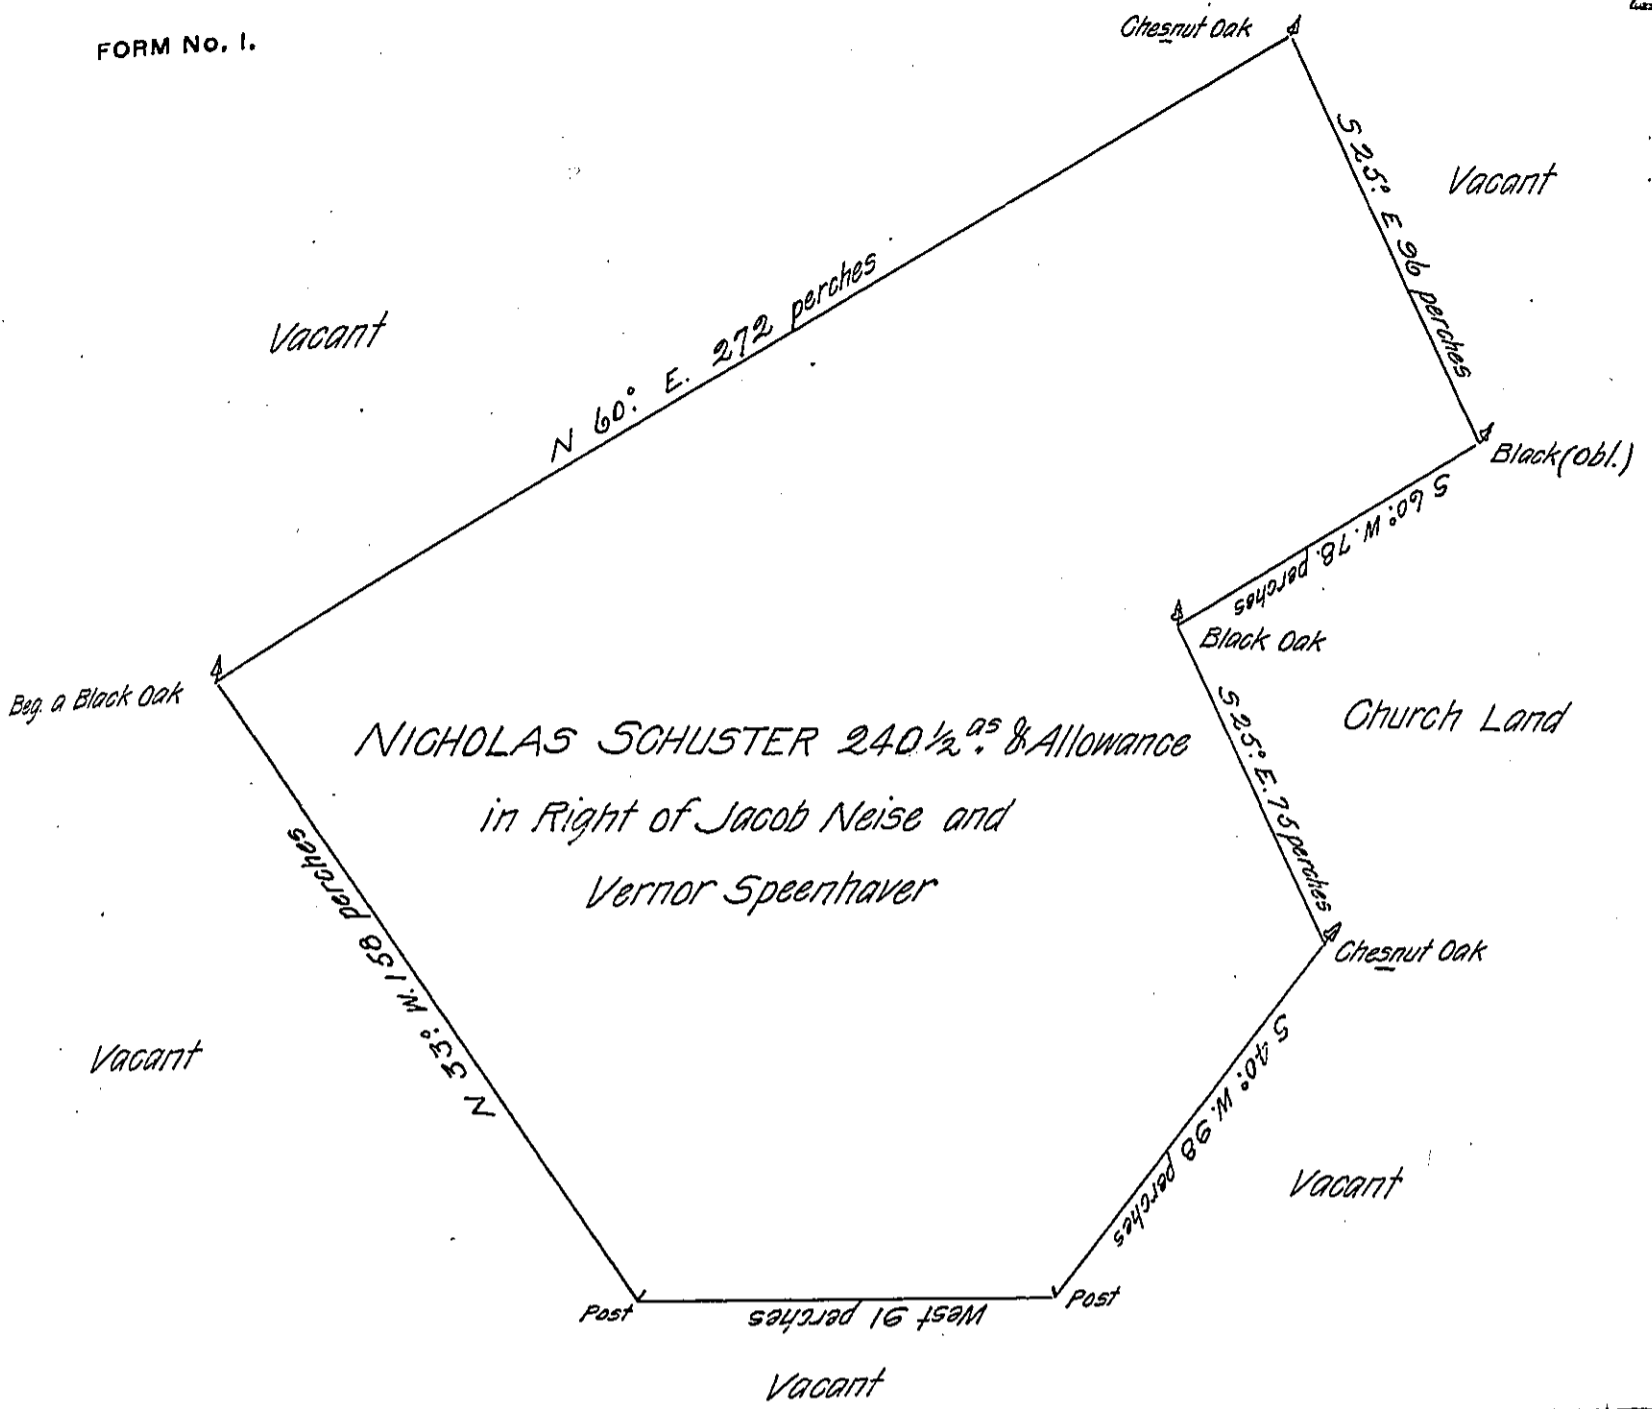 FORM No. 1.
Chesnut Oak
S 25° E 96 perches
Vacant
Vacant
N 60° E. 272 perches
Black (obl.)
S 60° W. 78. perches
Black Oak
Beg. a Black Oak
S 25° E. 75 perches
Church Land
NICHOLAS SCHUSTER 240½ as. & Allowance
in Right of Jacob Neise and
Vernor Speenhaver
N 33° W. 158 perches
Chesnut Oak
Vacant
S 40° W. 98 perches
Vacant
Post
West 91 perches
Post
Vacant